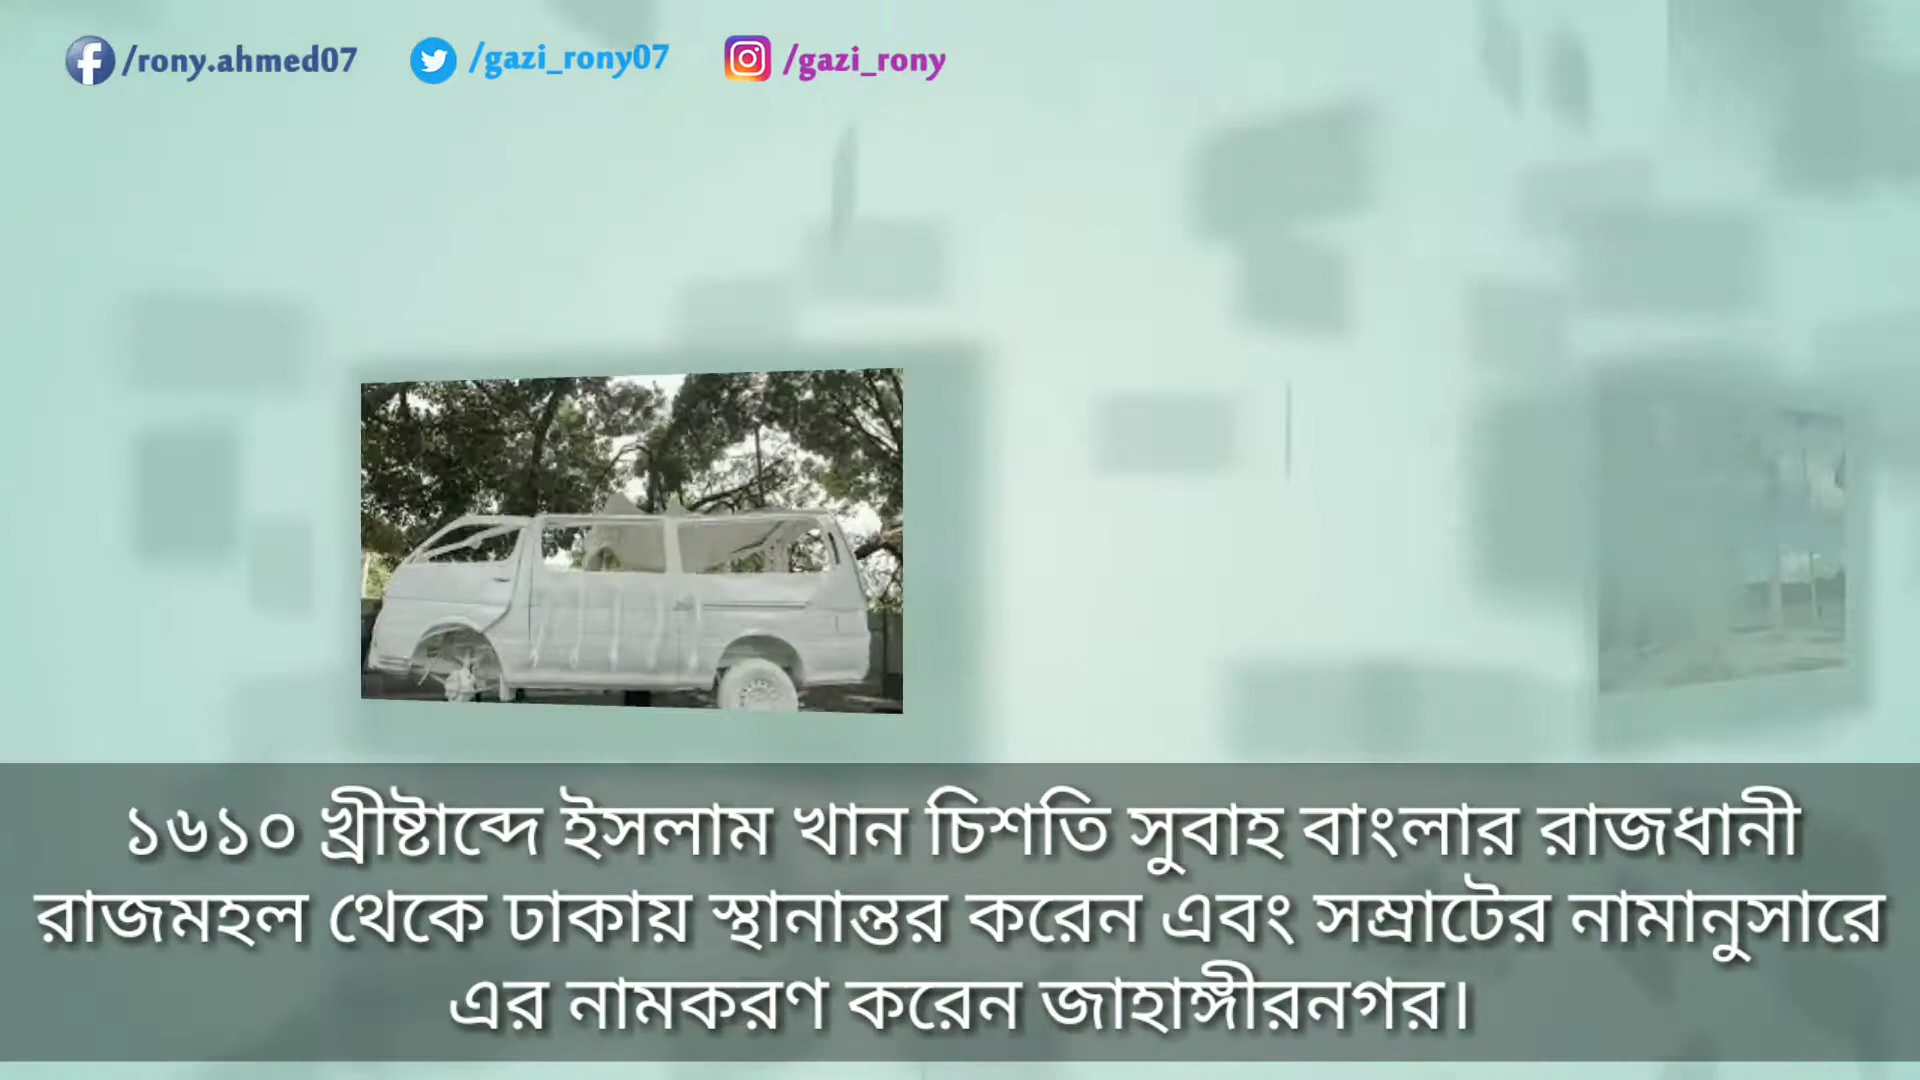 /rony.ahmed07 /gazi_rony07 /gazi_rony
১৬১০ খ্রীষ্টাব্দে ইসলাম খান চিশতি সুবাহ বাংলার রাজধানী
রাজমহল থেকে ঢাকায় স্থানান্তর করেন এবং সম্রাটের নামানুসারে
এর নামকরণ করেন জাহাঙ্গীরনগর।